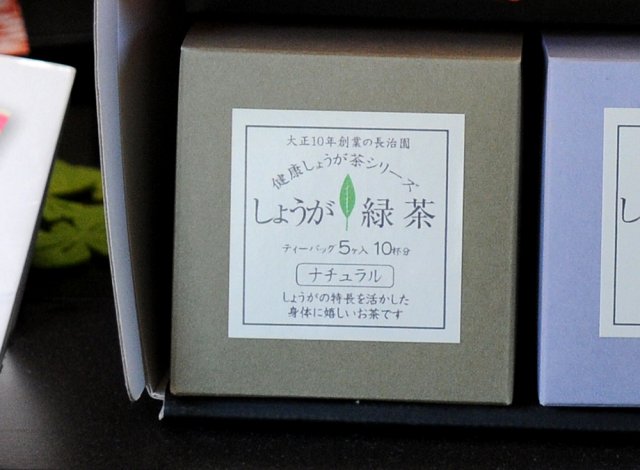 大正10年創業の長治園
健康しょうが茶シリーズ
しょうが 緑茶
ティーバッグ 5ヶ入 10杯分
ナチュラル
しょうがの特長を活かした
身体に嬉しいお茶です
し